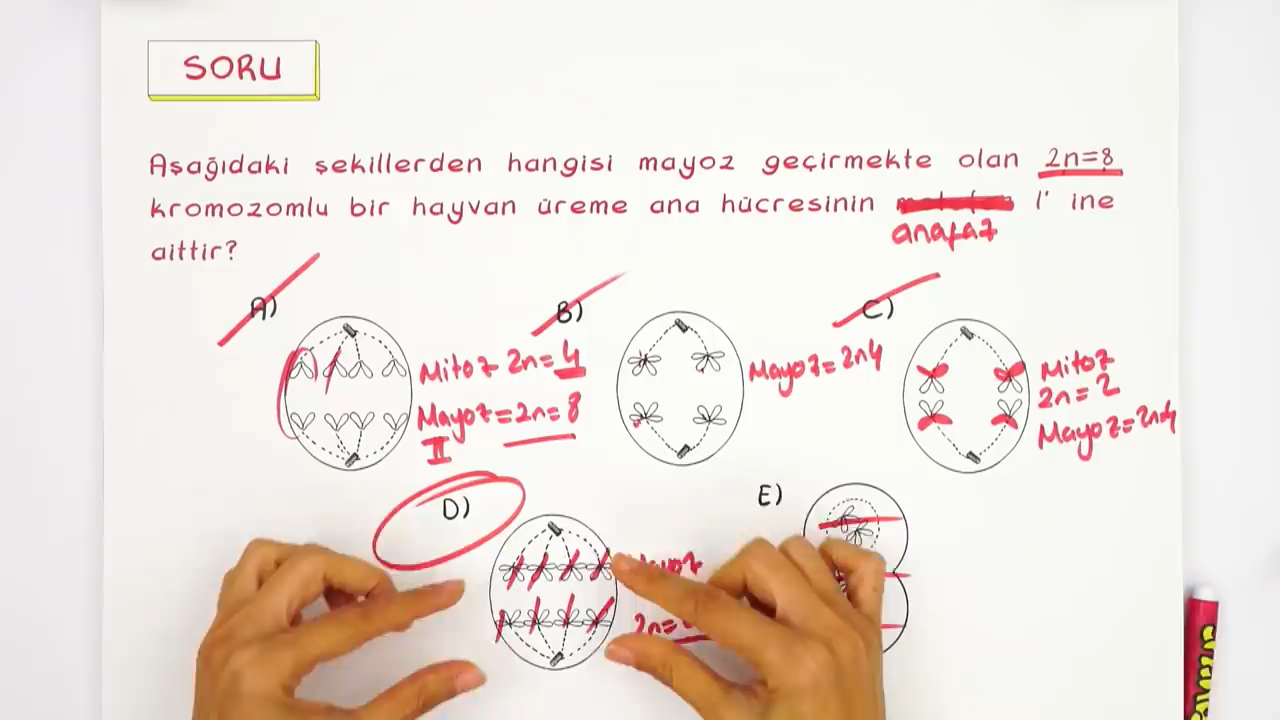 SORU
Aşağıdaki şekillerden hangisi mayoz geçirmekte olan 2n=8
kromozomlu bir hayvan üreme ana hücresinin I' ine
anafaz
aittir?
A)
Mitoz 2n=4
Mayoz=2n=8
II
B)
Mayoz=2n4
C)
Mitoz
2n=2
Mayoz=2n4
D)
2n=
E)